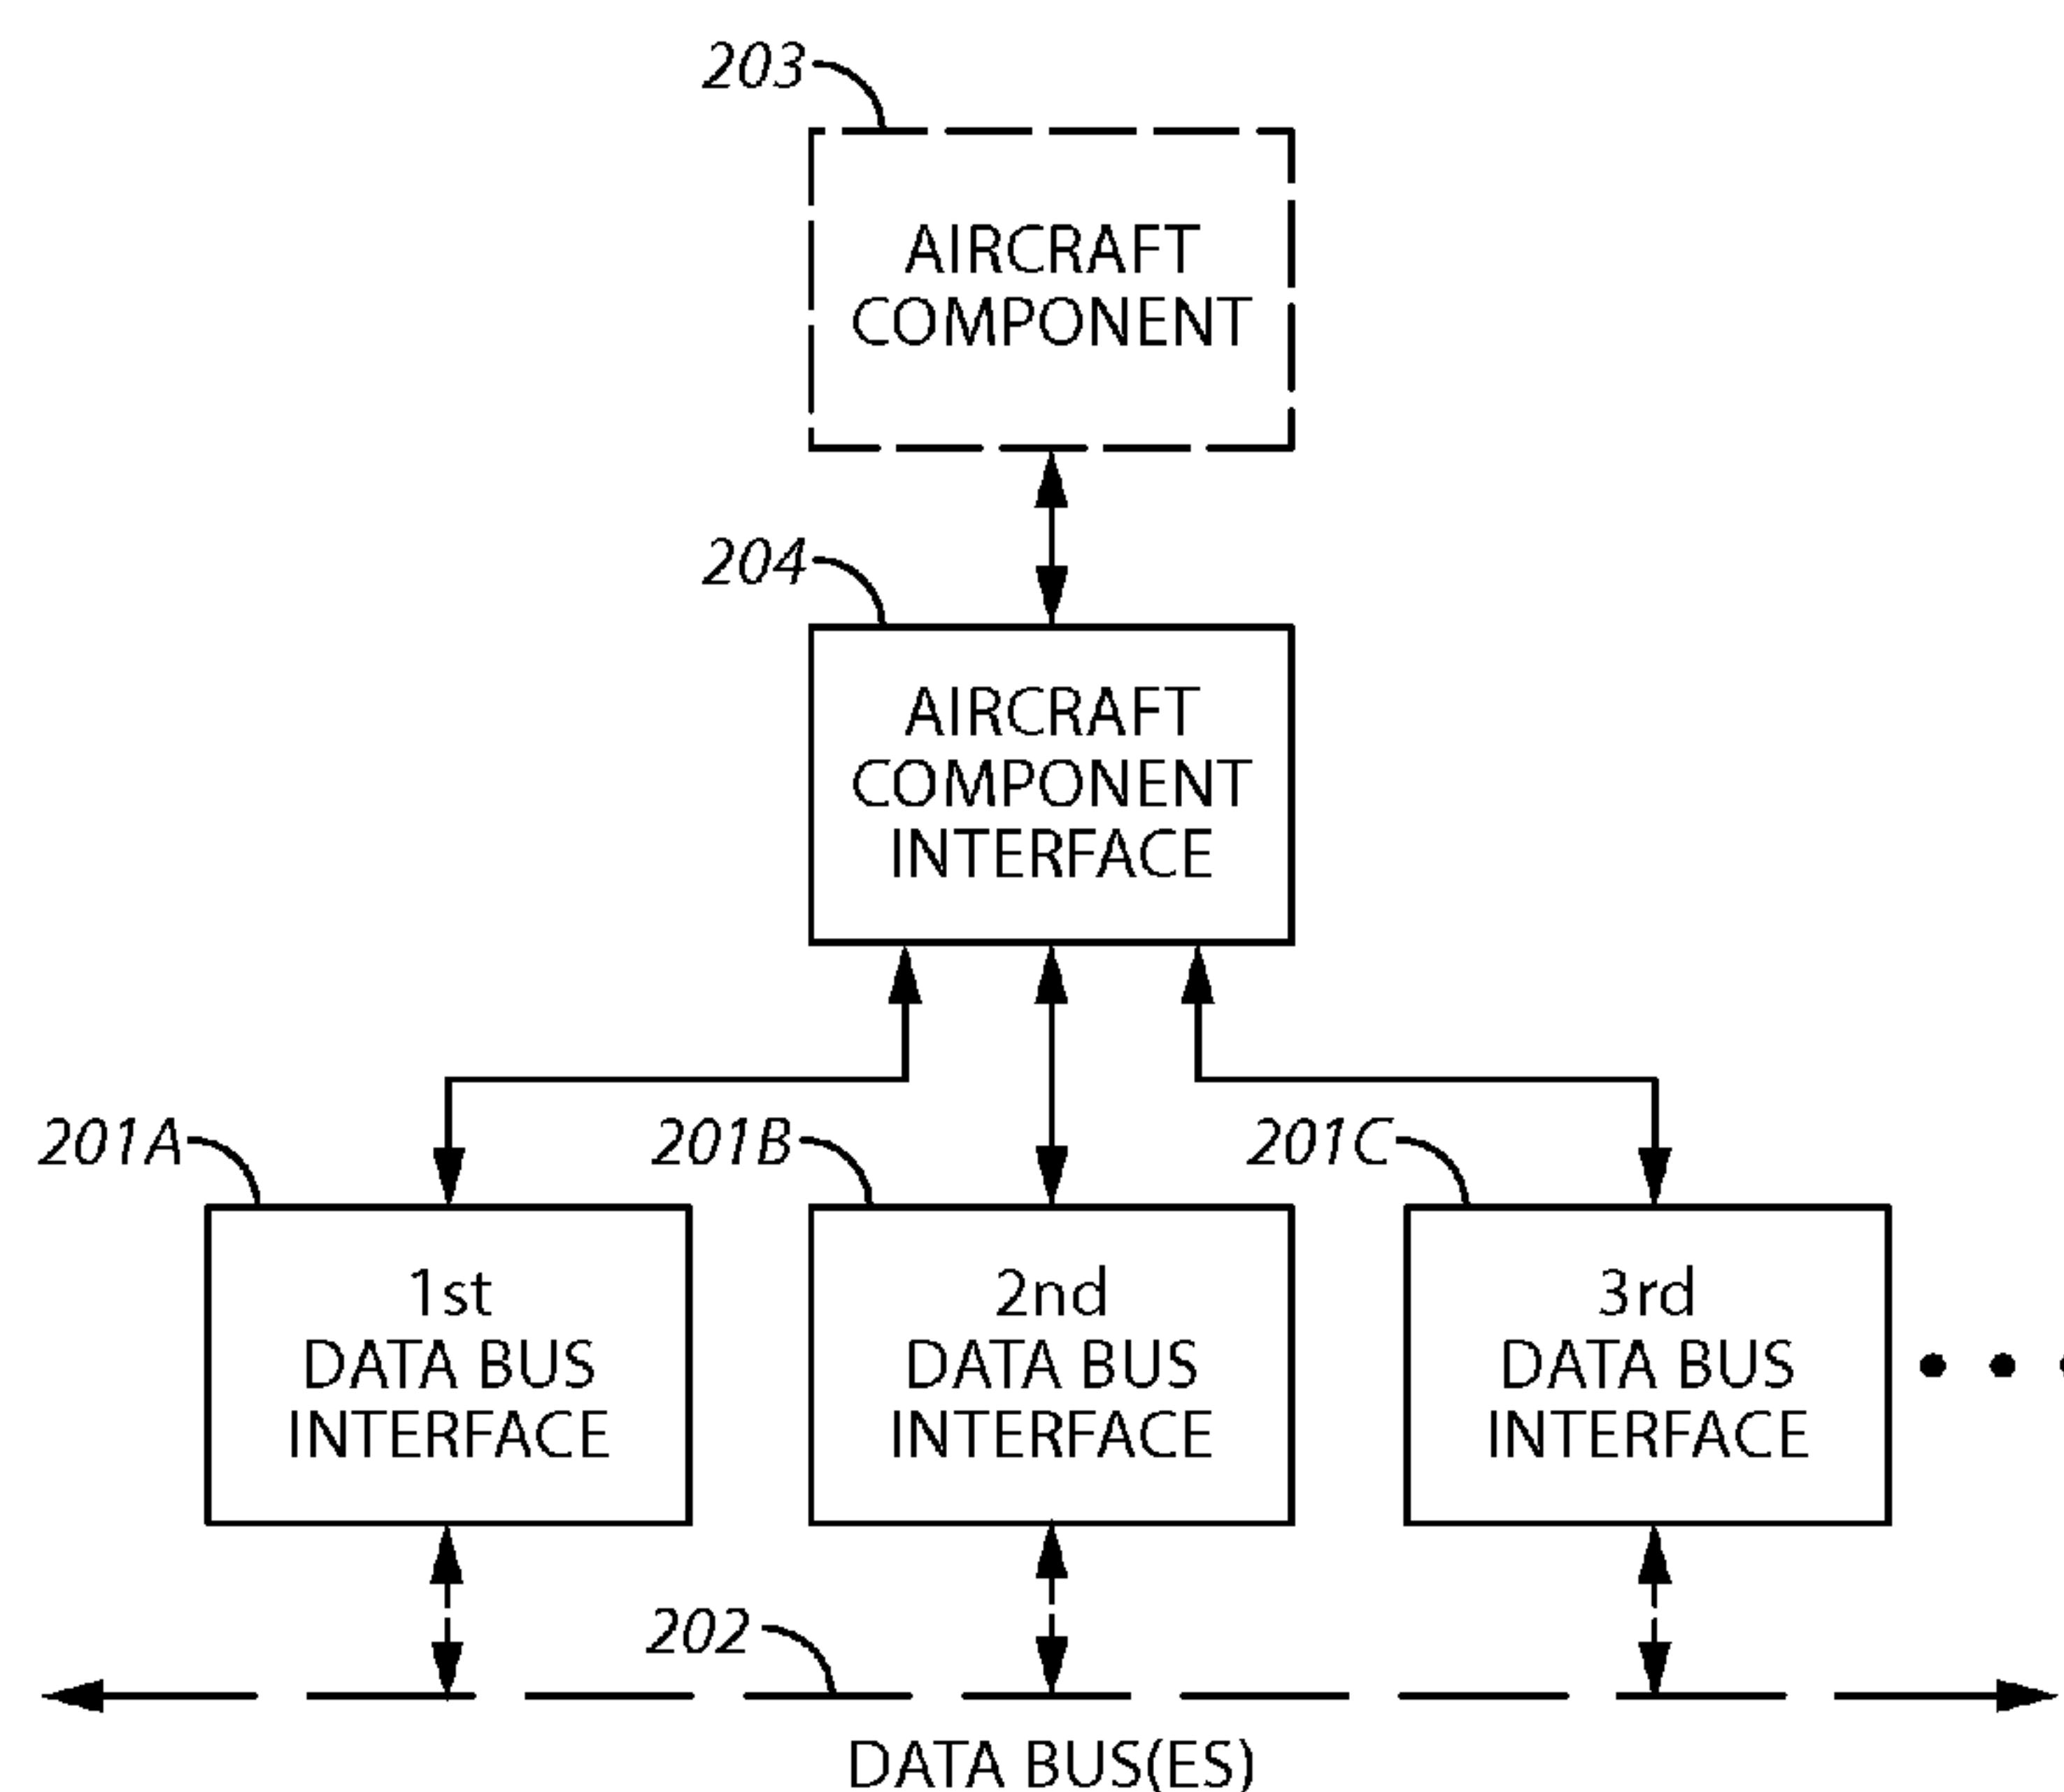 203
AIRCRAFT
COMPONENT
204
AIRCRAFT
COMPONENT
INTERFACE
201A
201B
201C
1st
DATA BUS
INTERFACE
2nd
DATA BUS
INTERFACE
3rd
DATA BUS
INTERFACE
202
DATA BUS(ES)